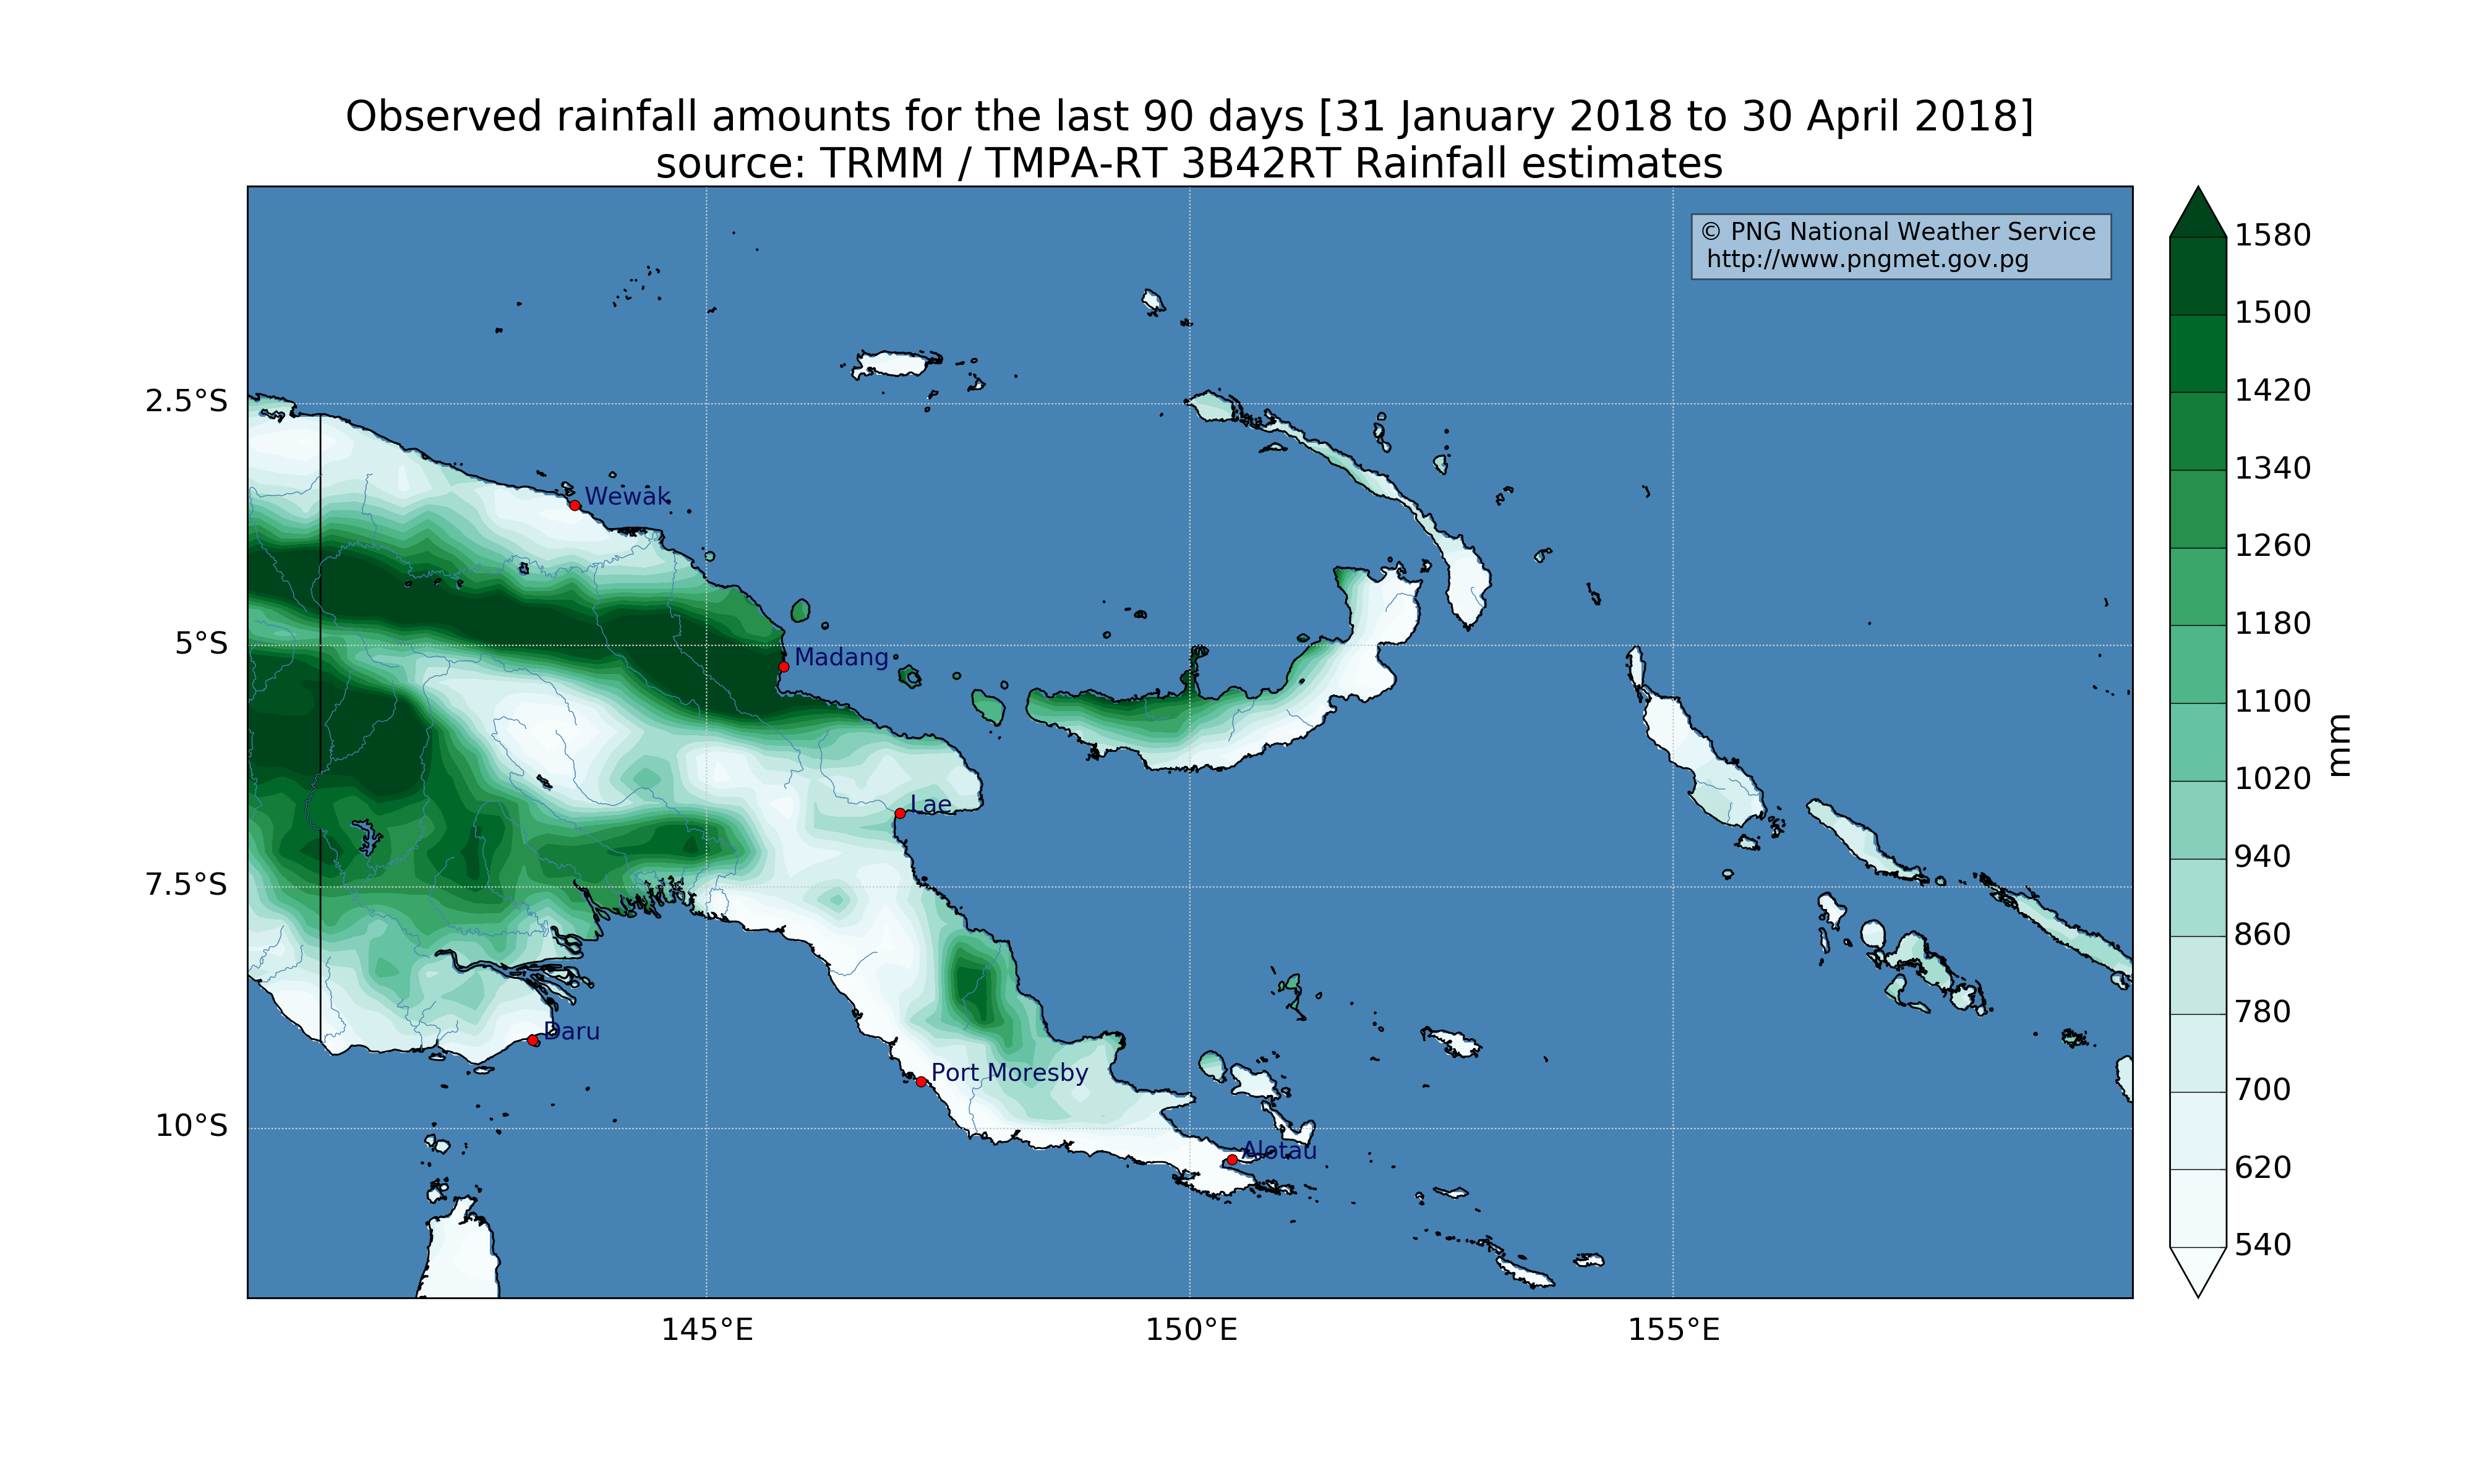 Observed rainfall amounts for the last 90 days [31 January 2018 to 30 April 2018]
source: TRMM / TMPA-RT 3B42RT Rainfall estimates
© PNG National Weather Service
http://www.pngmet.gov.pg
2.5°S
5°S
7.5°S
10°S
145°E
150°E
155°E
Wewak
Madang
Lae
Daru
Port Moresby
Alotau
1580
1500
1420
1340
1260
1180
1100
1020
940
860
780
700
620
540
mm